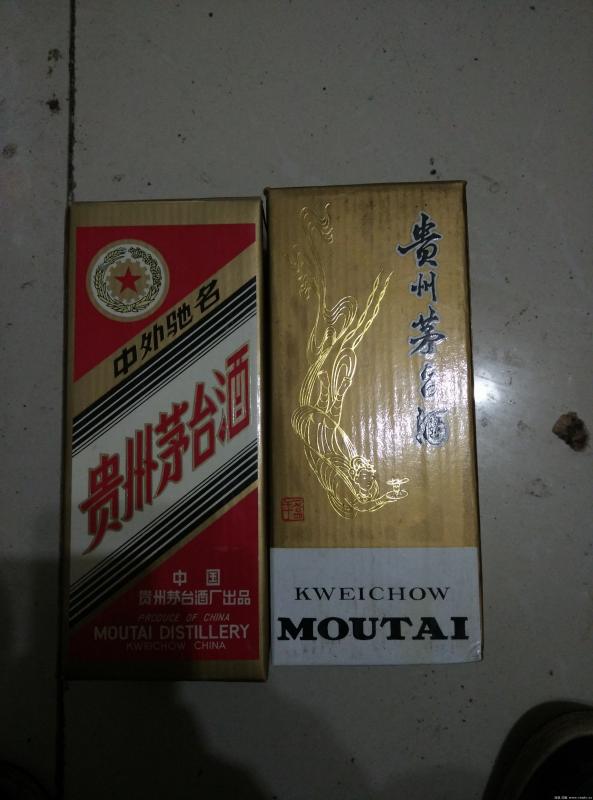 中外驰名
贵州茅台酒
中国
贵州茅台酒厂出品
PRODUCE OF CHINA
MOUTAI DISTILLERY
KWEICHOW CHINA
貴州茅台酒
KWEICHOW
MOUTAI